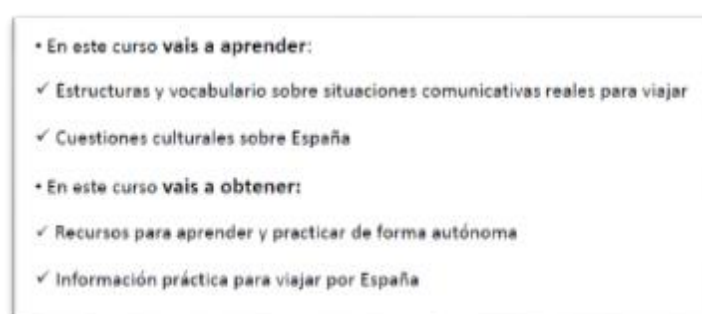 • En este curso vais a aprender:
✓ Estructuras y vocabulario sobre situaciones comunicativas reales para viajar
✓ Cuestiones culturales sobre España
• En este curso vais a obtener:
✓ Recursos para aprender y practicar de forma autónoma
✓ Información práctica para viajar por España